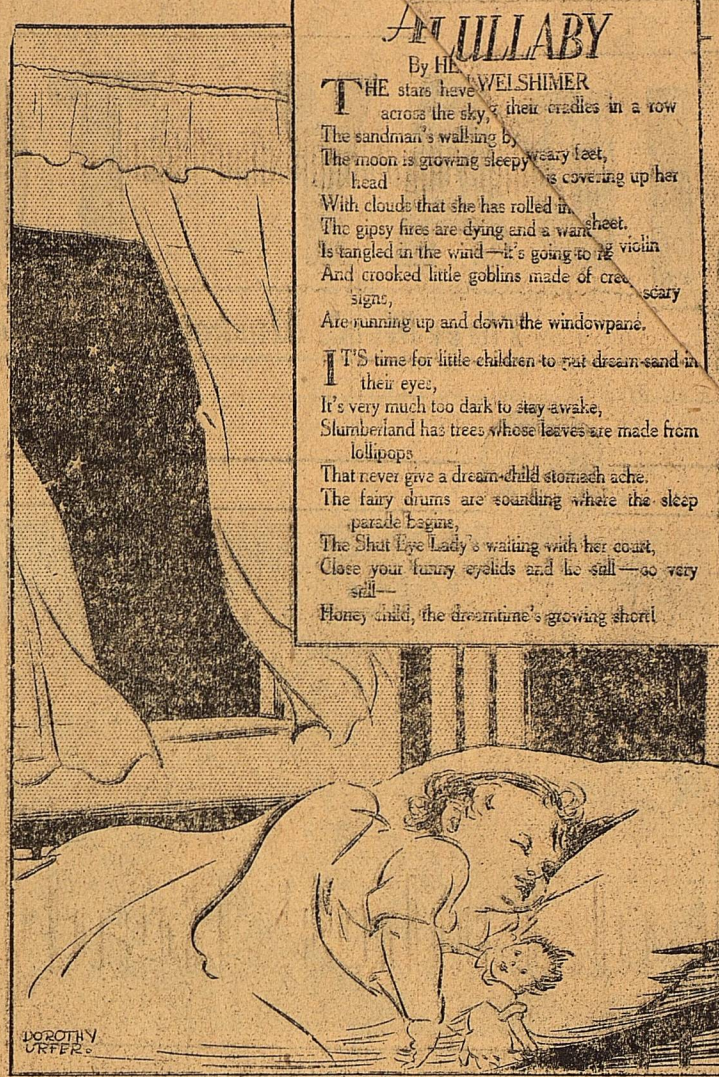 A LULLABY
By HE WELSHIMER
THE stars have their cradles in a row
across the sky,
The sandman's walking by weary feet,
The moon is growing sleepy is covering up her
head
With clouds that she has rolled in sheet.
The gipsy fires are dying and a violin
Is tangled in the wind—it's going to
And crooked little goblins made of scary
signs,
Are running up and down the windowpane.
IT'S time for little children to put dream-sand in
their eyes,
It's very much too dark to stay awake,
Slumberland has trees whose leaves are made from
lollipops
That never give a dream-child stomach ache.
The fairy drums are sounding where the sleep
parade begins,
The Shut Eye Lady's waiting with her court,
Close your funny eyelids and lie still—so very
still—
Honey child, the dreamtime's growing short!
DOROTHY
URFER.